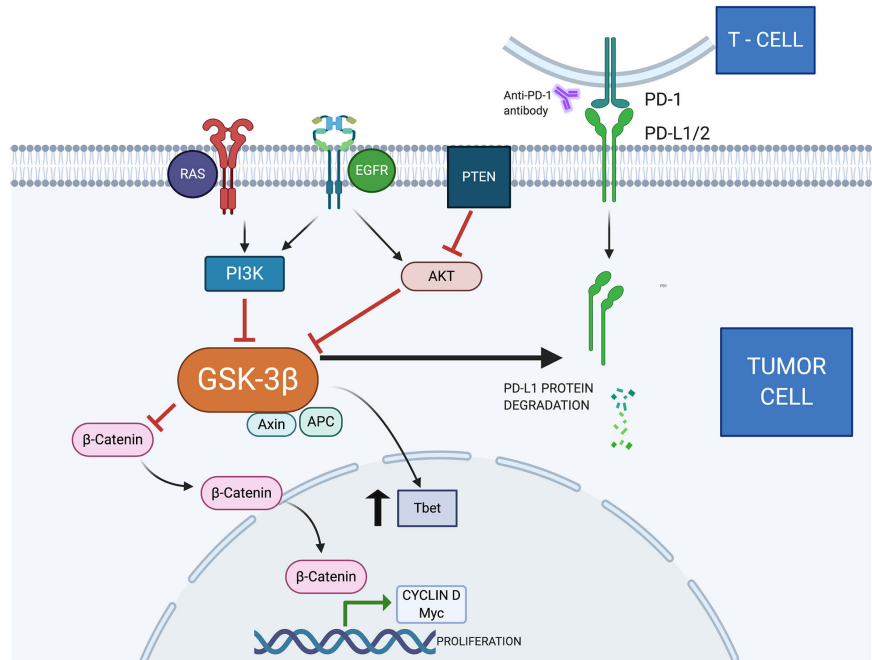 T - CELL
Anti-PD-1
antibody
PD-1
PD-L1/2
RAS
EGFR
PTEN
PI3K
AKT
GSK-3β
Axin
APC
PD-L1 PROTEIN
DEGRADATION
TUMOR
CELL
β-Catenin
β-Catenin
Tbet
β-Catenin
CYCLIN D
Myc
PROLIFERATION